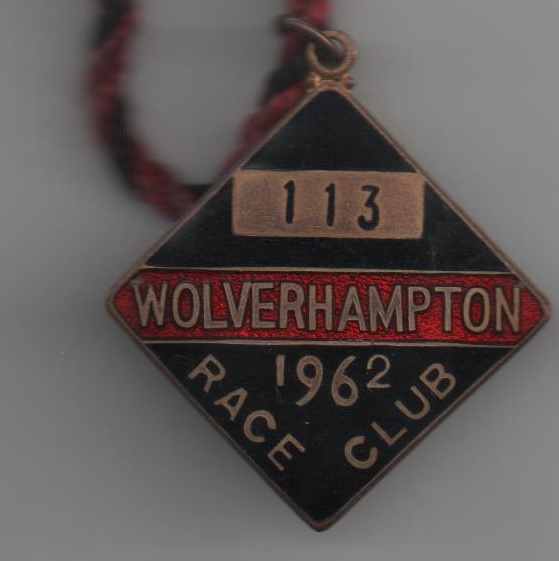 113
WOLVERHAMPTON
1962
RACE CLUB